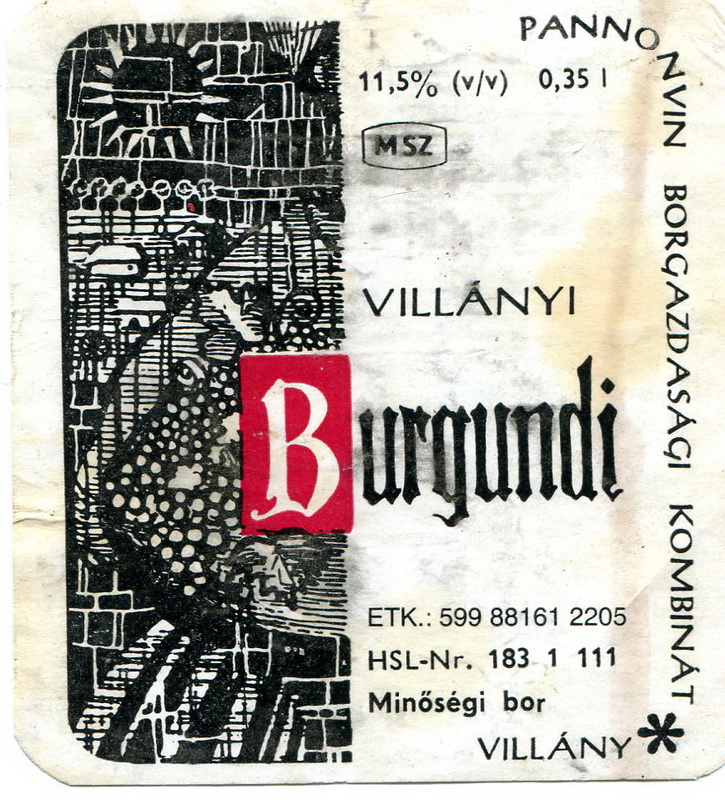 PANNONVIN BORGAZDASÁGI KOMBINÁT
11,5% (v/v) 0,35 l
MSZ
VILLÁNYI
Burgundi
ETK.: 599 88161 2205
HSL-Nr. 183 1 111
Minőségi bor
VILLÁNY *